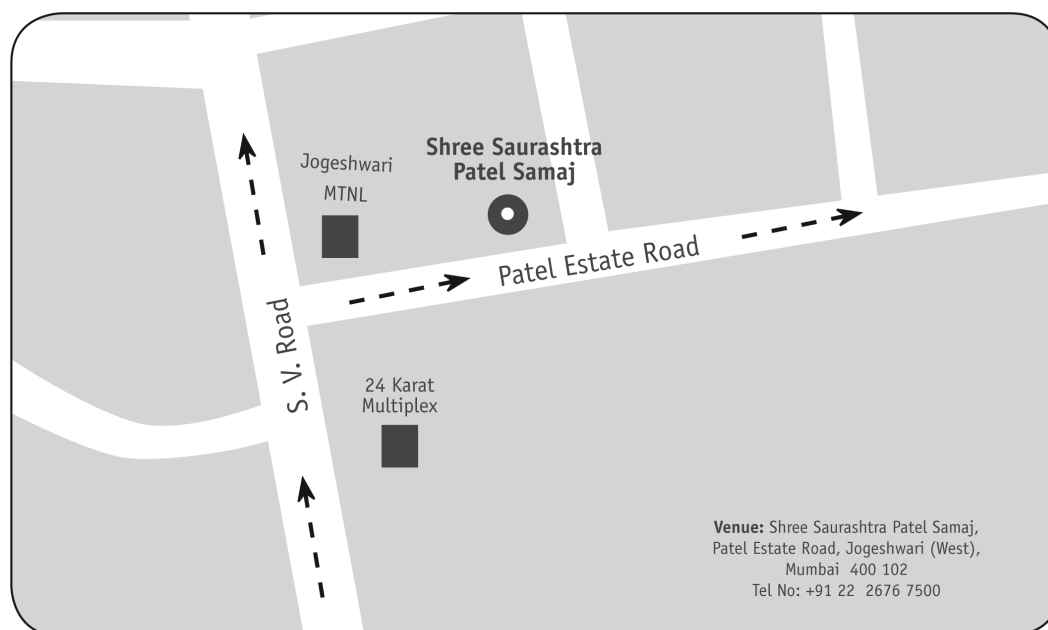 Shree Saurashtra
Patel Samaj
Jogeshwari
MTNL
Patel Estate Road
S. V. Road
24 Karat
Multiplex
Venue: Shree Saurashtra Patel Samaj,
Patel Estate Road, Jogeshwari (West),
Mumbai 400 102
Tel No: +91 22 2676 7500